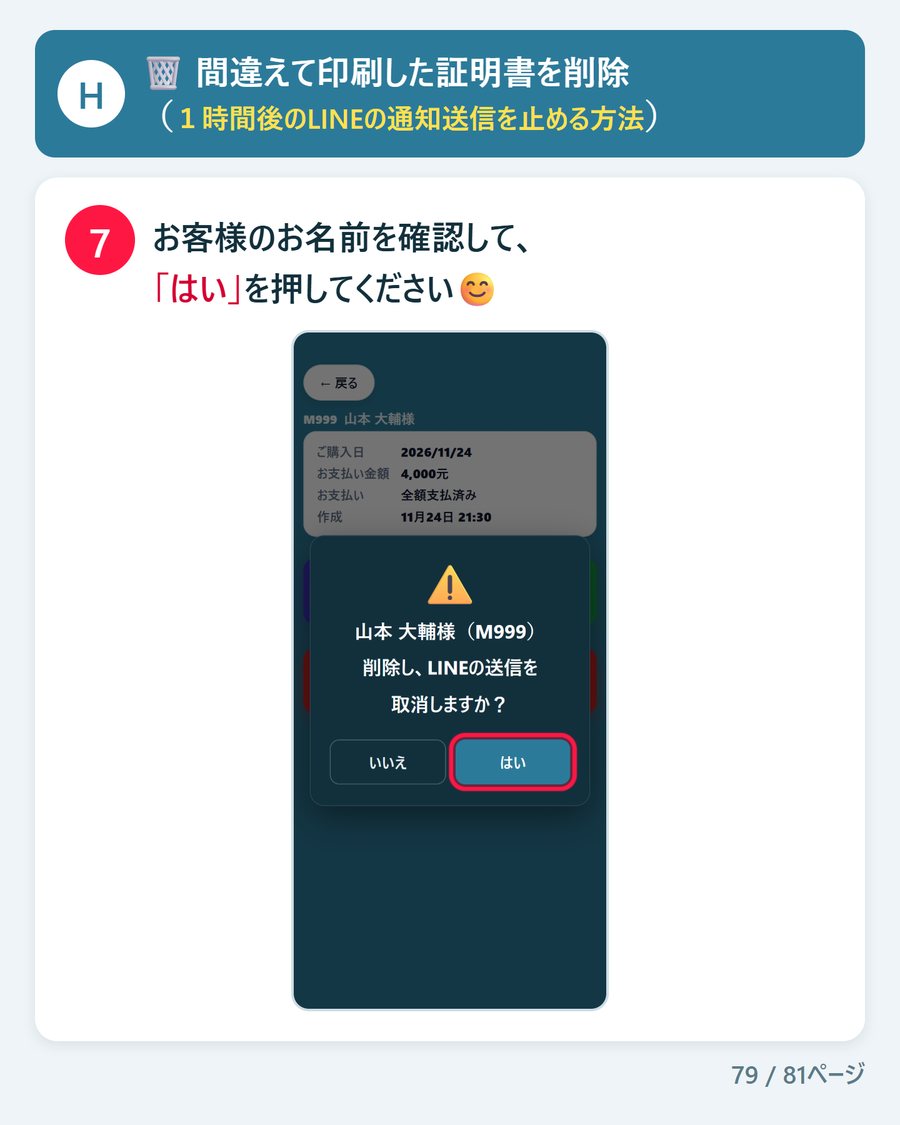 H
間違えて印刷した証明書を削除
（１時間後のLINEの通知送信を止める方法）
7
お客様のお名前を確認して、
「はい」を押してください
← 戻る
M999 山本 大輔様
ご購入日 2026/11/24
お支払い金額 4,000元
お支払い 全額支払済み
作成 11月24日 21:30
山本 大輔様（M999）
削除し、LINEの送信を
取消しますか？
いいえ
はい
79 / 81ページ